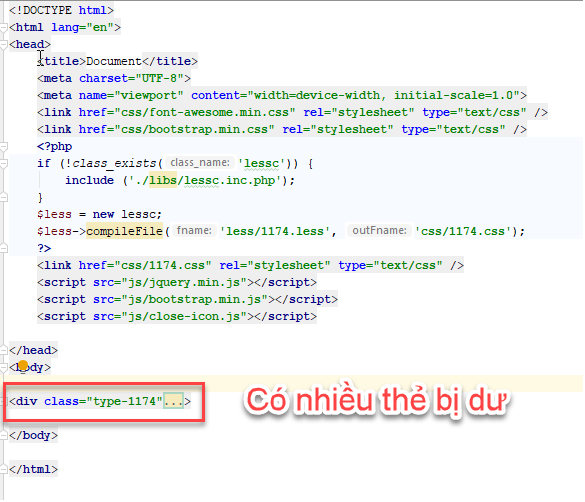 <!DOCTYPE html>
<html lang="en">
<head>
<title>Document</title>
<meta charset="UTF-8">
<meta name="viewport" content="width=device-width, initial-scale=1.0">
<link href="css/font-awesome.min.css" rel="stylesheet" type="text/css" />
<link href="css/bootstrap.min.css" rel="stylesheet" type="text/css" />
<?php
if (!class_exists( class_name: 'lessc')) {
include ('./libs/lessc.inc.php');
}
$less = new lessc;
$less->compileFile( fname: 'less/1174.less', outFname: 'css/1174.css');
?>
<link href="css/1174.css" rel="stylesheet" type="text/css" />
<script src="js/jquery.min.js"></script>
<script src="js/bootstrap.min.js"></script>
<script src="js/close-icon.js"></script>
</head>
<body>
<div class="type-1174"...> Có nhiều thẻ bị dư
</body>
</html>